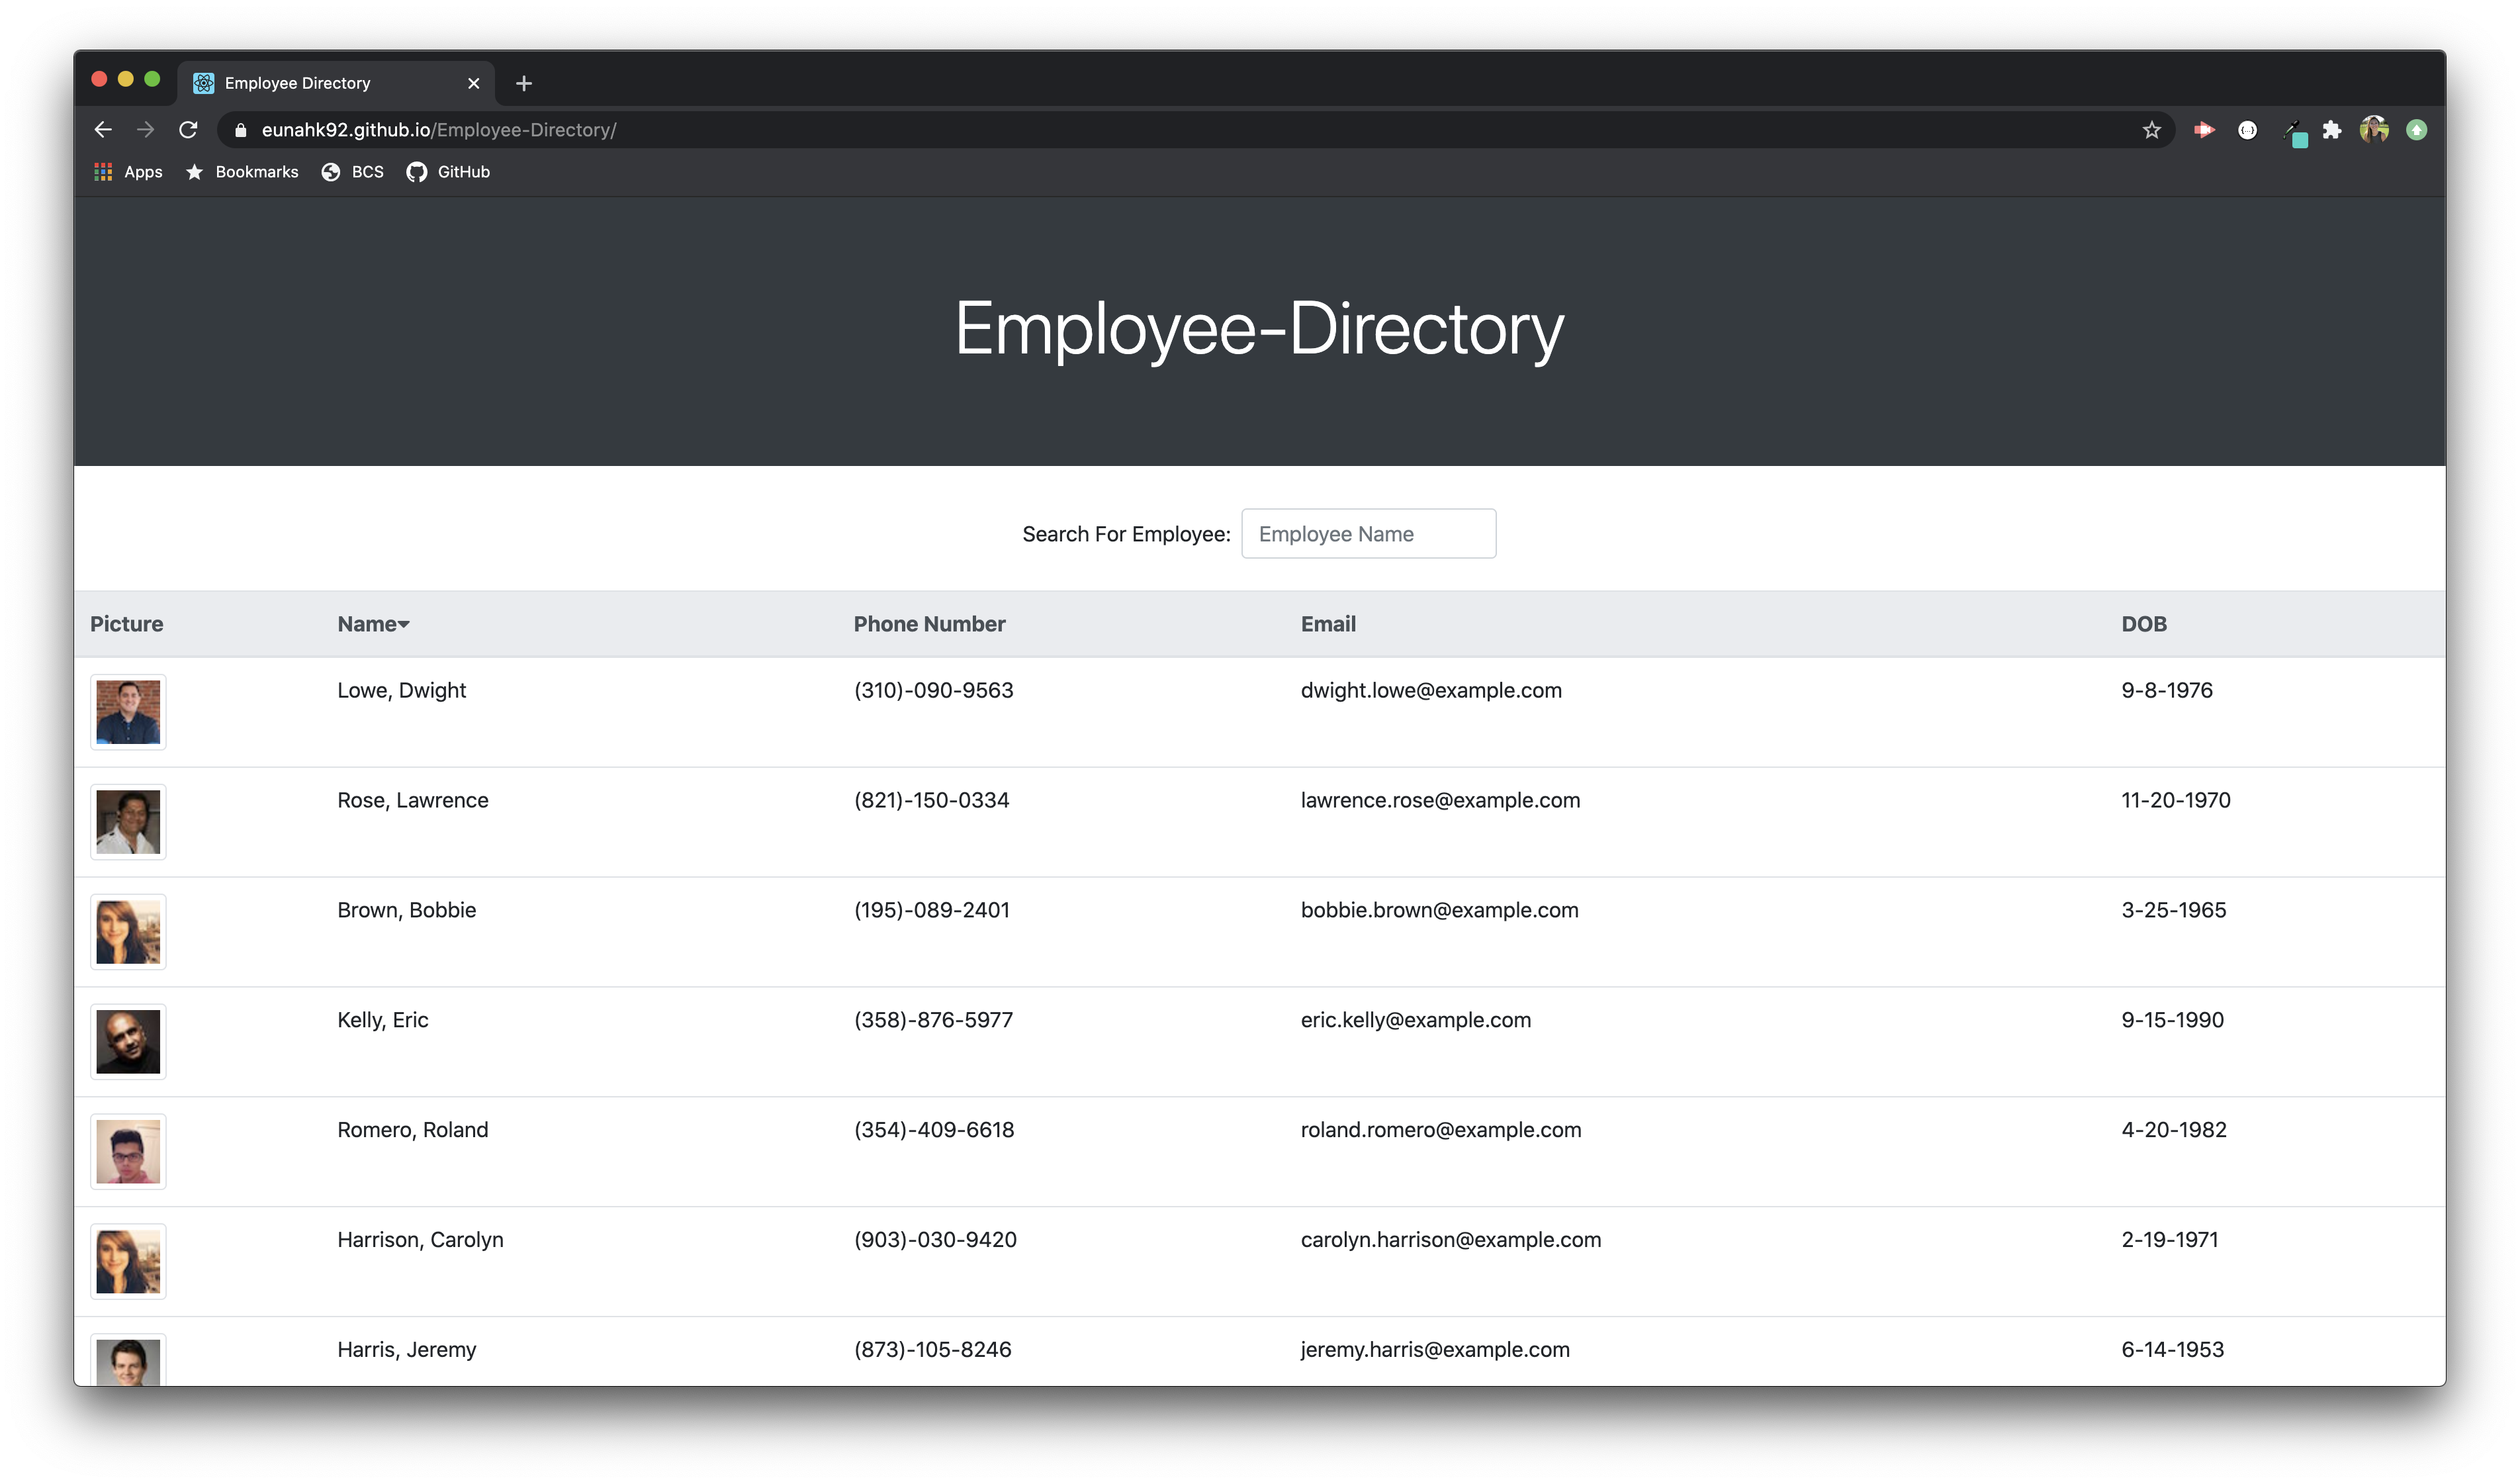 Employee Directory
eunahk92.github.io/Employee-Directory/
Apps Bookmarks BCS GitHub
Employee-Directory
Search For Employee: Employee Name
Picture Name Phone Number Email DOB
Lowe, Dwight (310)-090-9563 dwight.lowe@example.com 9-8-1976
Rose, Lawrence (821)-150-0334 lawrence.rose@example.com 11-20-1970
Brown, Bobbie (195)-089-2401 bobbie.brown@example.com 3-25-1965
Kelly, Eric (358)-876-5977 eric.kelly@example.com 9-15-1990
Romero, Roland (354)-409-6618 roland.romero@example.com 4-20-1982
Harrison, Carolyn (903)-030-9420 carolyn.harrison@example.com 2-19-1971
Harris, Jeremy (873)-105-8246 jeremy.harris@example.com 6-14-1953